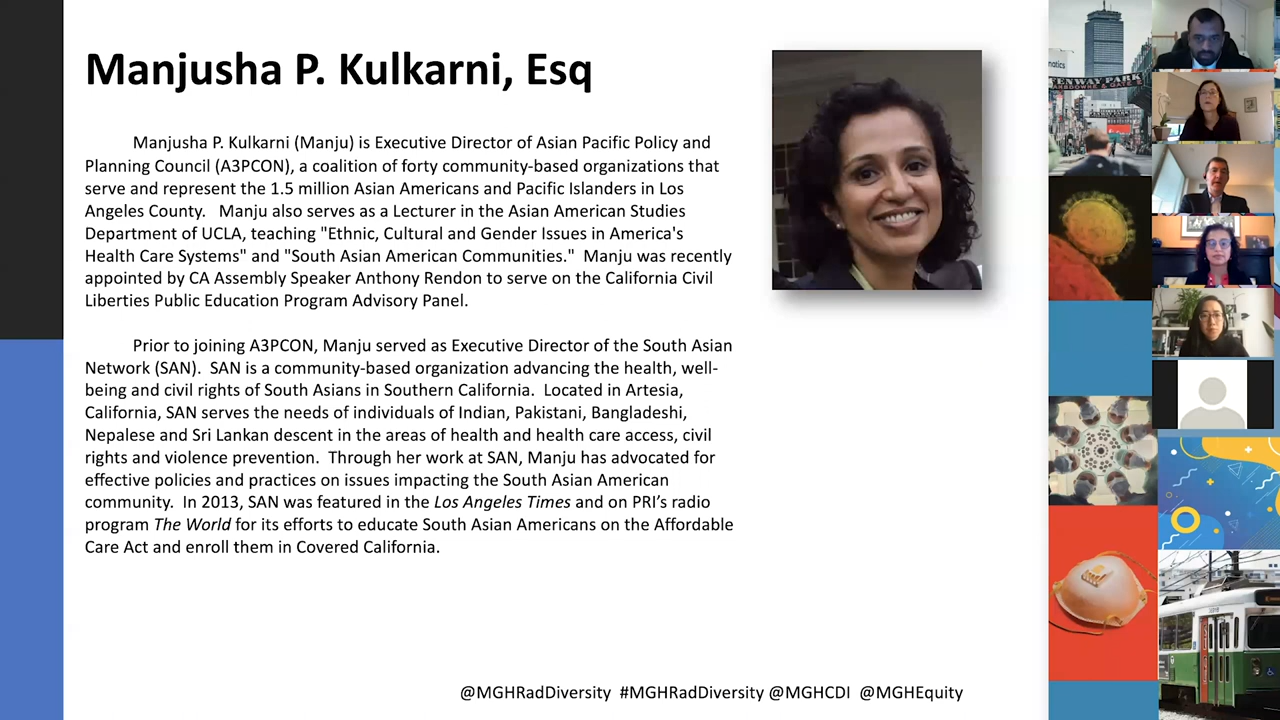 Manjusha P. Kulkarni, Esq
Manjusha P. Kulkarni (Manju) is Executive Director of Asian Pacific Policy and
Planning Council (A3PCON), a coalition of forty community-based organizations that
serve and represent the 1.5 million Asian Americans and Pacific Islanders in Los
Angeles County.   Manju also serves as a Lecturer in the Asian American Studies
Department of UCLA, teaching "Ethnic, Cultural and Gender Issues in America's
Health Care Systems" and "South Asian American Communities."  Manju was recently
appointed by CA Assembly Speaker Anthony Rendon to serve on the California Civil
Liberties Public Education Program Advisory Panel.
Prior to joining A3PCON, Manju served as Executive Director of the South Asian
Network (SAN).  SAN is a community-based organization advancing the health, well-
being and civil rights of South Asians in Southern California.  Located in Artesia,
California, SAN serves the needs of individuals of Indian, Pakistani, Bangladeshi,
Nepalese and Sri Lankan descent in the areas of health and health care access, civil
rights and violence prevention.  Through her work at SAN, Manju has advocated for
effective policies and practices on issues impacting the South Asian American
community.  In 2013, SAN was featured in the Los Angeles Times and on PRI’s radio
program The World for its efforts to educate South Asian Americans on the Affordable
Care Act and enroll them in Covered California.
@MGHRadDiversity  #MGHRadDiversity @MGHCDI  @MGHEquity
ENWAY PARK